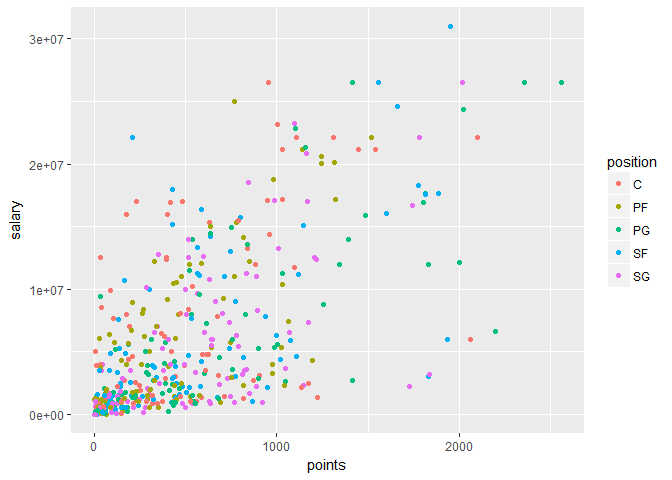 3e+07
2e+07
1e+07
0e+00
salary
0
1000
2000
points
position
C
PF
PG
SF
SG